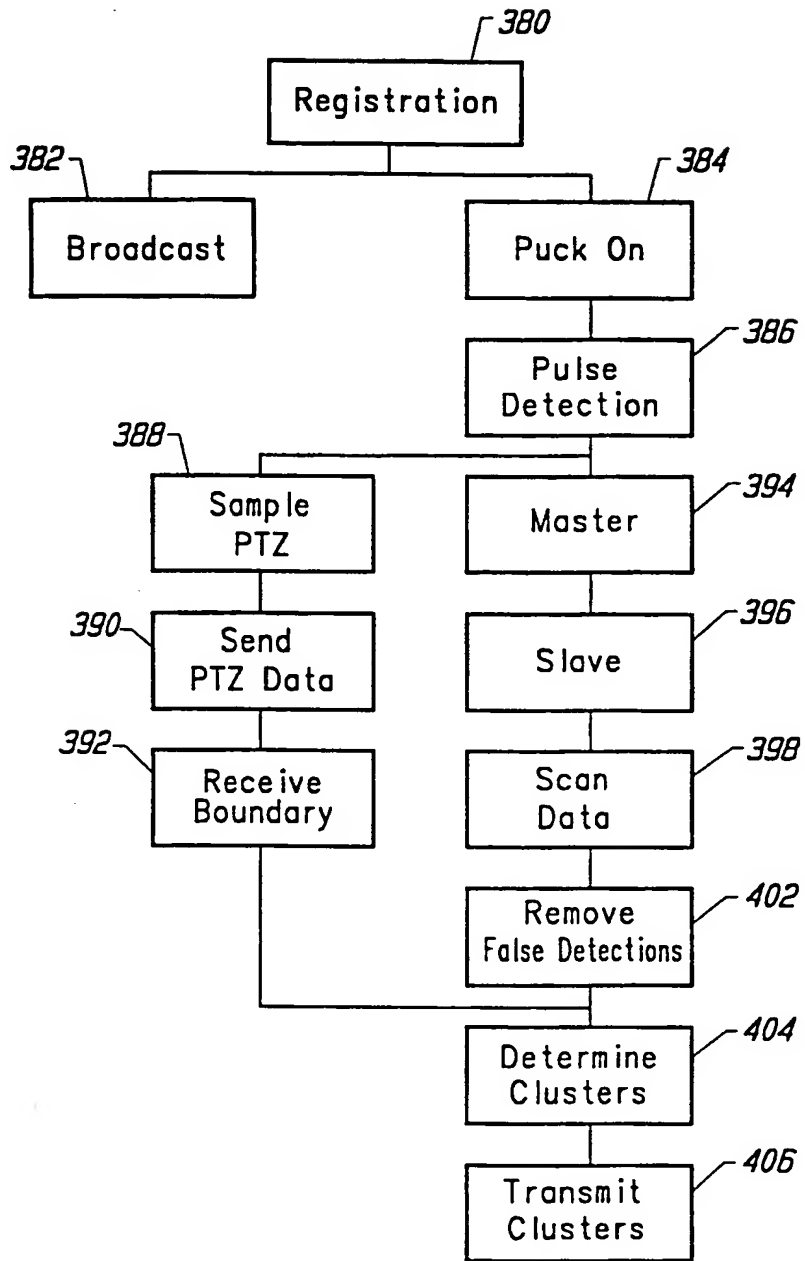 380
Registration
382
384
Broadcast
Puck On
386
Pulse
Detection
388
394
Sample
PTZ
Master
390
396
Send
PTZ Data
Slave
392
398
Receive
Boundary
Scan
Data
402
Remove
False Detections
404
Determine
Clusters
406
Transmit
Clusters